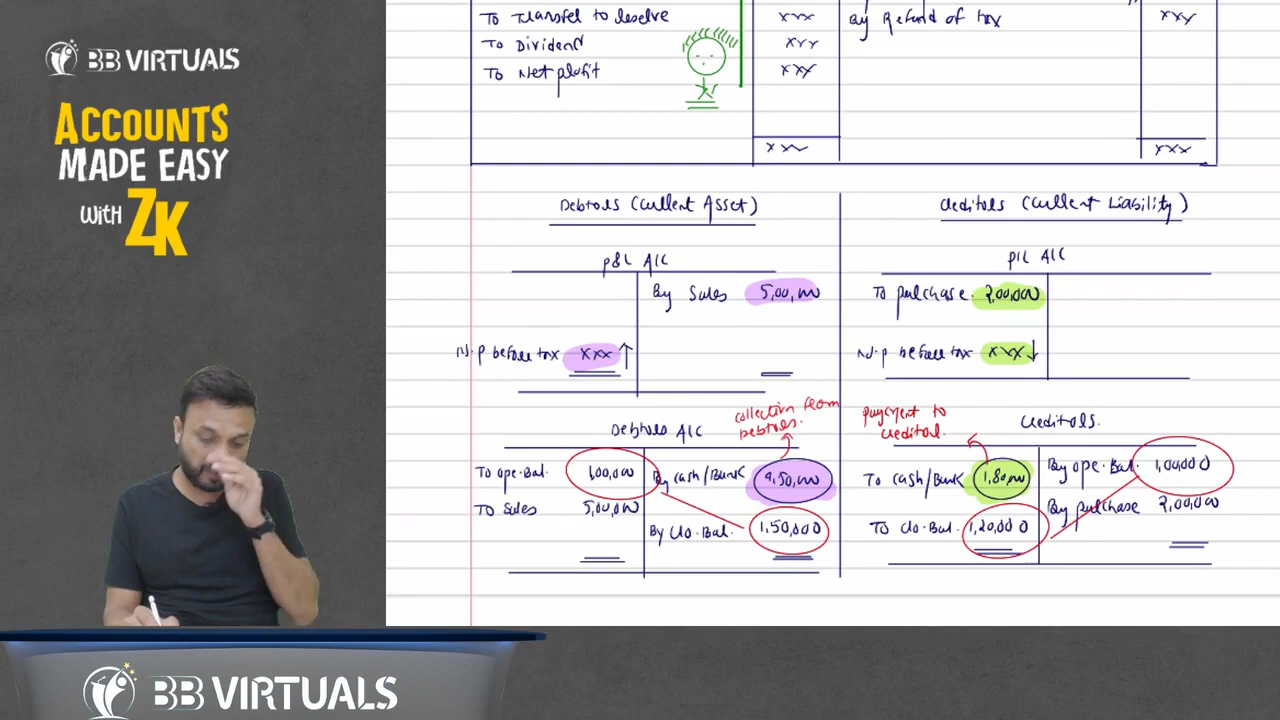 BB VIRTUALS
ACCOUNTS
MADE EASY
WITH ZK
To Transfer to Reserve xxx By Refund of tax xxx
To Dividend xxx
To Net profit xxx
xxx xxx
Debtors (Current Asset) Creditors (Current Liability)
P&L A/C P/L A/C
By Sales 5,00,000 To purchase 2,00,000
N.P before tax xxx ↑ N.P before tax xxx ↓
collection from
Debtors.
payment to
creditors.
Debtors A/C Creditors.
To ope.Bal. 1,00,000 By cash/Bank 4,50,000 To cash/Bank 1,80,000 By ope.Bal. 1,00,000
To Sales 5,00,000 By purchase 2,00,000
By Clo.Bal. 1,50,000 To Clo.Bal. 1,20,000
BB VIRTUALS